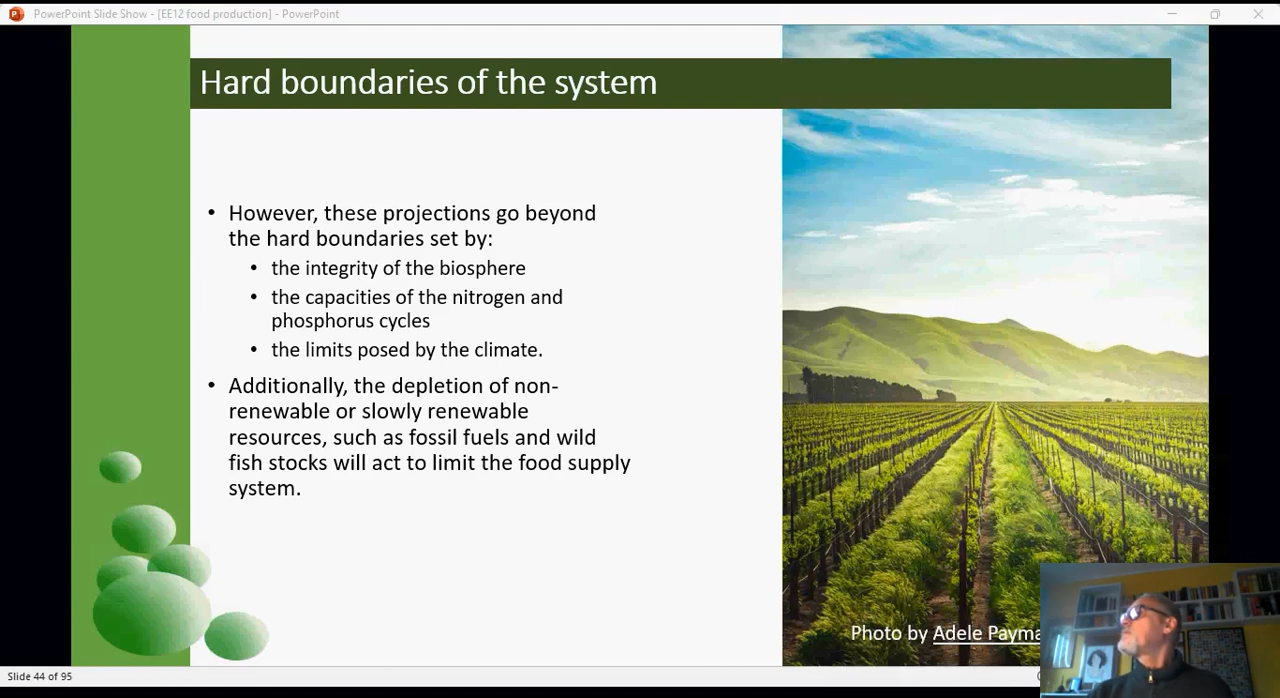 PowerPoint Slide Show - [EE12 food production] - PowerPoint
Hard boundaries of the system
• However, these projections go beyond
the hard boundaries set by:
• the integrity of the biosphere
• the capacities of the nitrogen and
phosphorus cycles
• the limits posed by the climate.
• Additionally, the depletion of non-
renewable or slowly renewable
resources, such as fossil fuels and wild
fish stocks will act to limit the food supply
system.
Photo by Adele
Slide 44 of 95